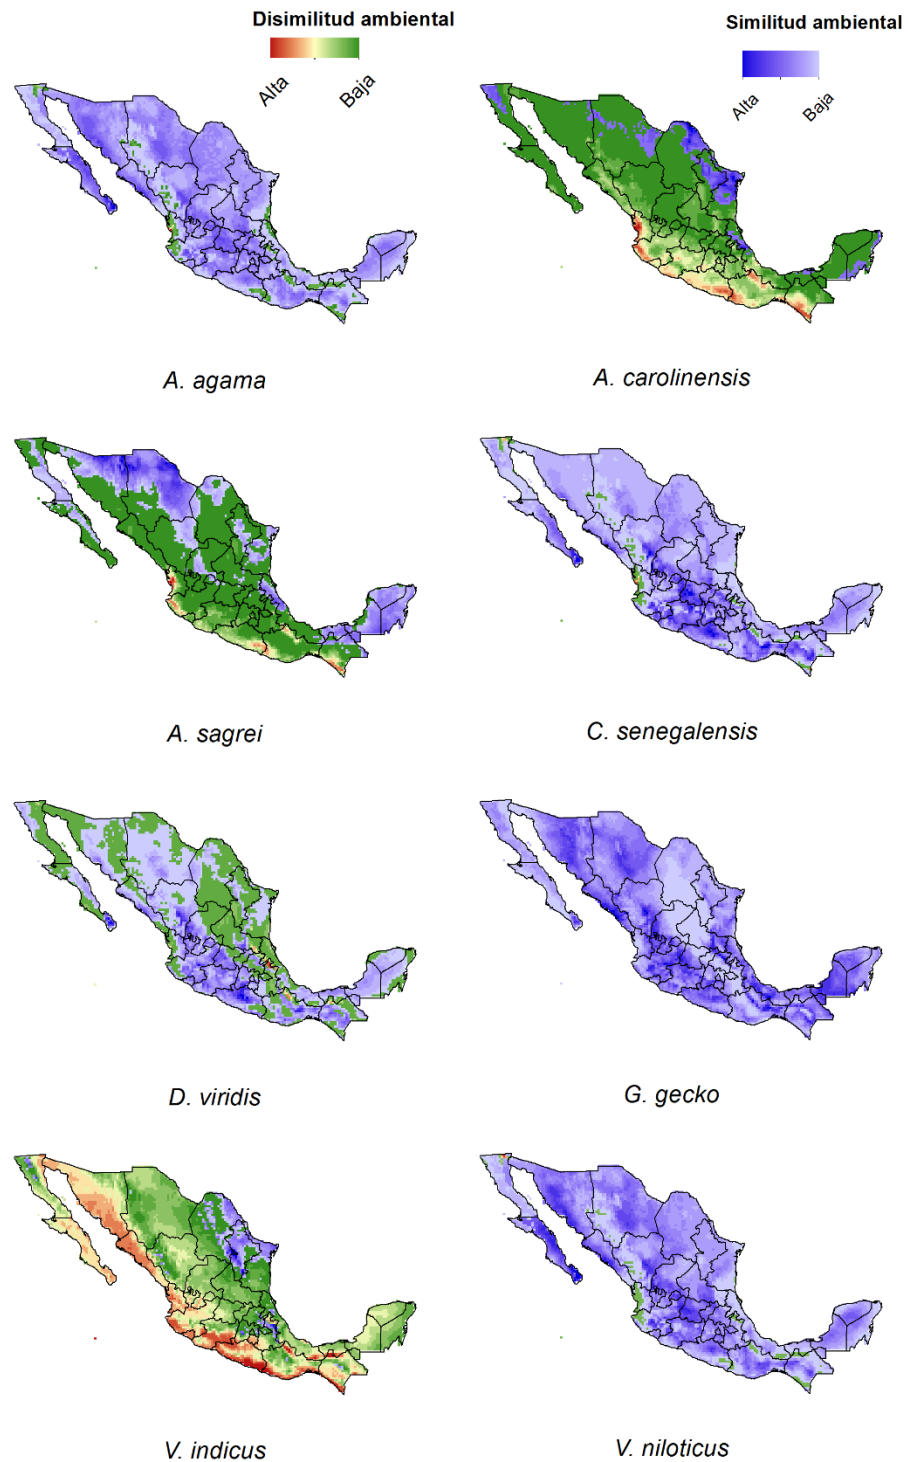 Disimilitud ambiental
Alta
Baja
Similitud ambiental
Alta
Baja
A. agama
A. carolinensis
A. sagrei
C. senegalensis
D. viridis
G. gecko
V. indicus
V. niloticus